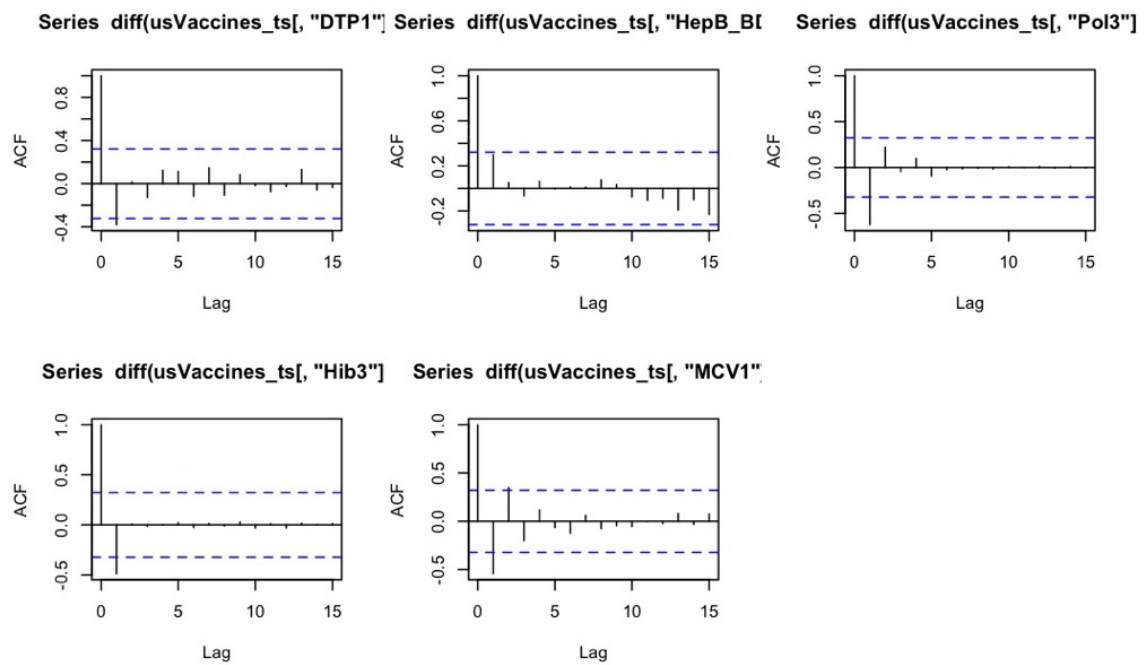 Series diff(usVaccines_ts[, "DTP1"]
Series diff(usVaccines_ts[, "HepB_BD
Series diff(usVaccines_ts[, "Pol3"]
ACF
0.8
0.4
0.0
-0.4
0 5 10 15
Lag
ACF
1.0
0.6
0.2
-0.2
0 5 10 15
Lag
ACF
1.0
0.5
0.0
-0.5
0 5 10 15
Lag
Series diff(usVaccines_ts[, "Hib3"]
Series diff(usVaccines_ts[, "MCV1"]
ACF
1.0
0.5
0.0
-0.5
0 5 10 15
Lag
ACF
1.0
0.5
0.0
-0.5
0 5 10 15
Lag